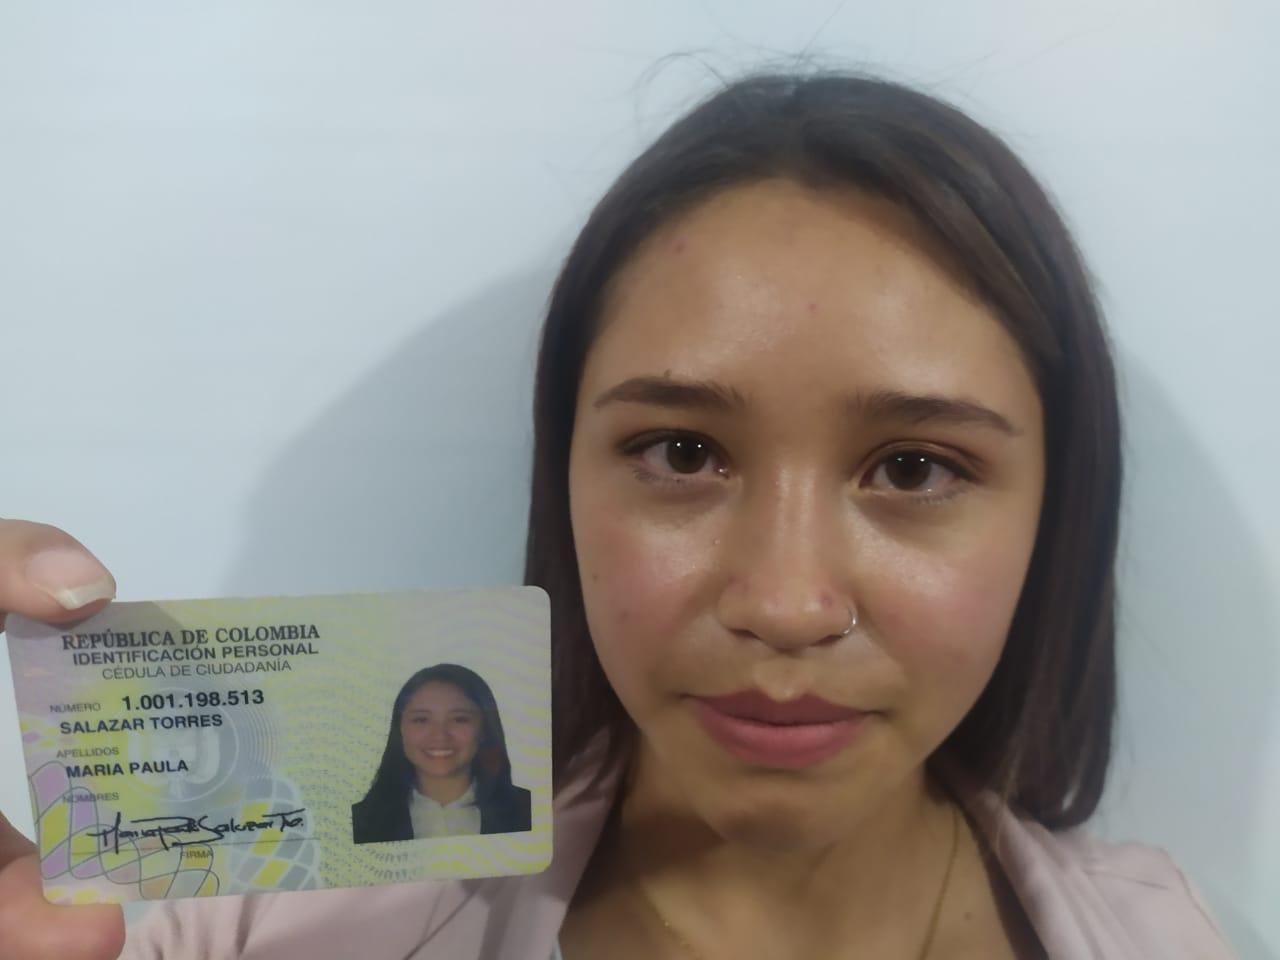 REPÚBLICA DE COLOMBIA
IDENTIFICACIÓN PERSONAL
CÉDULA DE CIUDADANÍA
NÚMERO 1.001.198.513
SALAZAR TORRES
APELLIDOS
MARIA PAULA
NOMBRES
Maria Paula Salazar To.
FIRMA